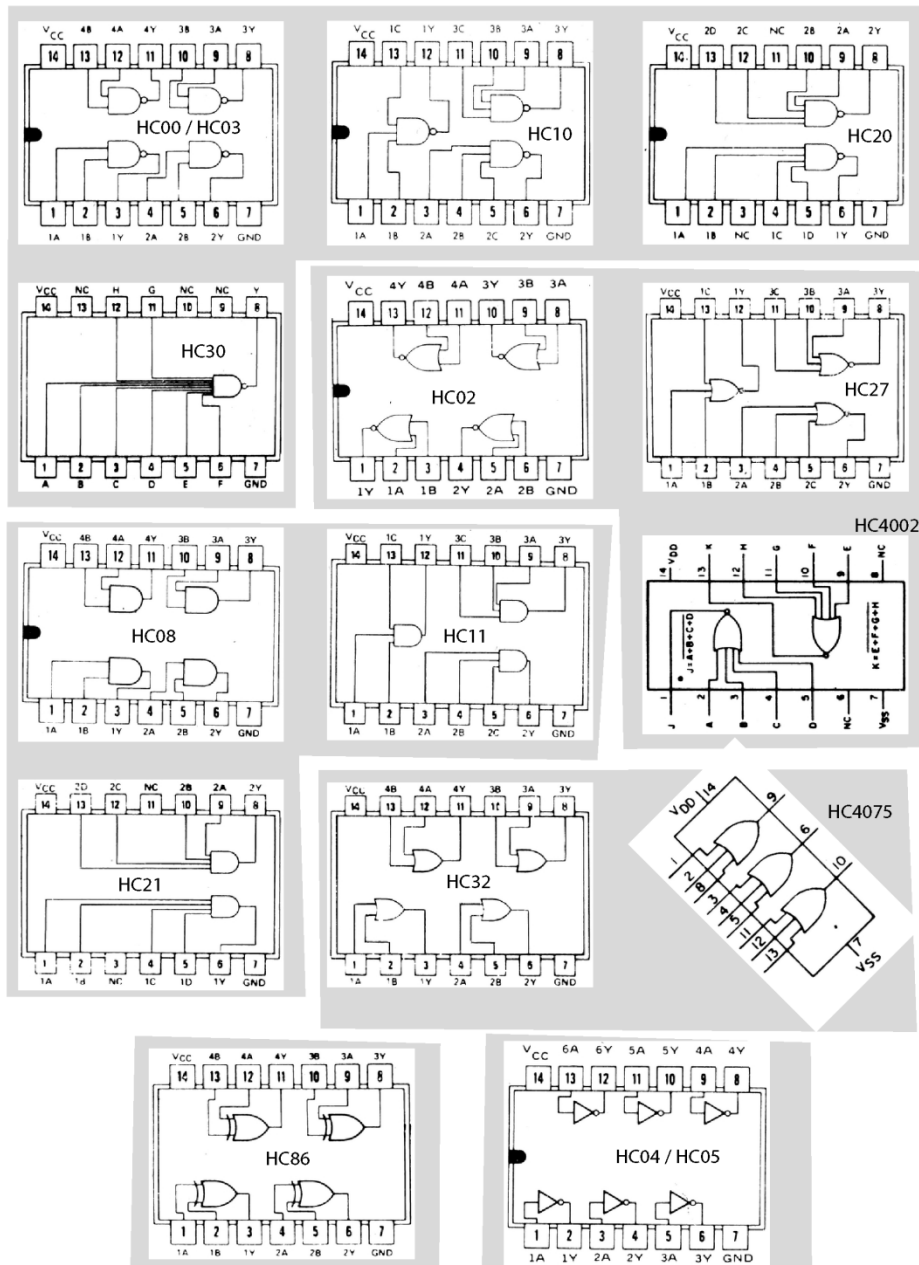 VCC 4B 4A 4Y 3B 3A 3Y
14 13 12 11 10 9 8
HC00 / HC03
1 2 3 4 5 6 7
1A 1B 1Y 2A 2B 2Y GND
VCC 1C 1Y 3C 3B 3A 3Y
14 13 12 11 10 9 8
HC10
1 2 3 4 5 6 7
1A 1B 2A 2B 2C 2Y GND
VCC 2D 2C NC 2B 2A 2Y
14 13 12 11 10 9 8
HC20
1 2 3 4 5 6 7
1A 1B NC 1C 1D 1Y GND
VCC NC H G NC NC Y
14 13 12 11 10 9 8
HC30
1 2 3 4 5 6 7
A B C D E F GND
VCC 4Y 4B 4A 3Y 3B 3A
14 13 12 11 10 9 8
HC02
1 2 3 4 5 6 7
1Y 1A 1B 2Y 2A 2B GND
VCC 1C 1Y 3C 3B 3A 3Y
14 13 12 11 10 9 8
HC27
1 2 3 4 5 6 7
1A 1B 2A 2B 2C 2Y GND
HC4002
VDD K H G F E NC
14 13 12 11 10 9 8
J=A+B+C+D
K=E+F+G+H
1 2 3 4 5 6 7
J A B C D NC VSS
VCC 4B 4A 4Y 3B 3A 3Y
14 13 12 11 10 9 8
HC08
1 2 3 4 5 6 7
1A 1B 1Y 2A 2B 2Y GND
VCC 1C 1Y 3C 3B 3A 3Y
14 13 12 11 10 9 8
HC11
1 2 3 4 5 6 7
1A 1B 2A 2B 2C 2Y GND
VCC 2D 2C NC 2B 2A 2Y
14 13 12 11 10 9 8
HC21
1 2 3 4 5 6 7
1A 1B NC 1C 1D 1Y GND
VCC 4B 4A 4Y 3B 3A 3Y
14 13 12 11 10 9 8
HC32
1 2 3 4 5 6 7
1A 1B 1Y 2A 2B 2Y GND
HC4075
VDD 14 9 6 10
1 2 8 3 4 5 11 12 13
7 VSS
VCC 4B 4A 4Y 3B 3A 3Y
14 13 12 11 10 9 8
HC86
1 2 3 4 5 6 7
1A 1B 1Y 2A 2B 2Y GND
VCC 6A 6Y 5A 5Y 4A 4Y
14 13 12 11 10 9 8
HC04 / HC05
1 2 3 4 5 6 7
1A 1Y 2A 2Y 3A 3Y GND